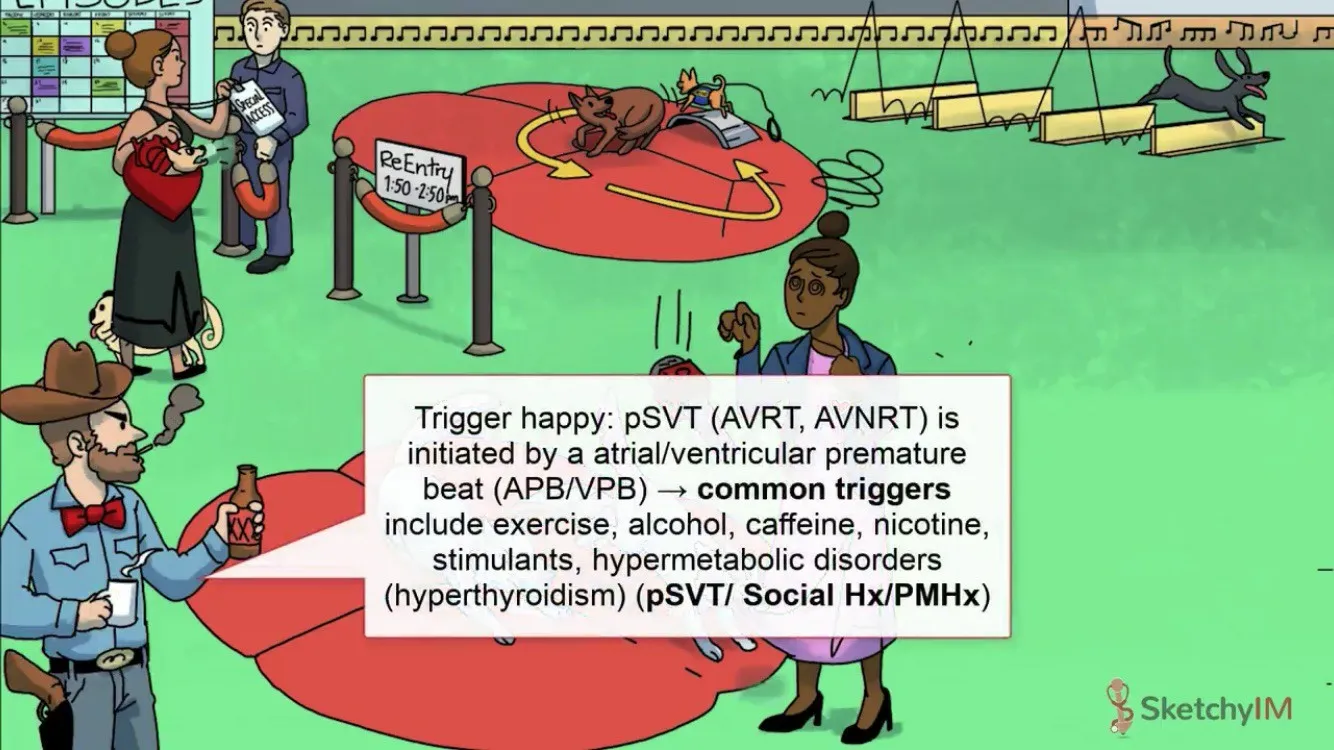 EPISODES
SPECIAL
ACCESS
ReEntry
1:50-2:50pm
Trigger happy: pSVT (AVRT, AVNRT) is
initiated by a atrial/ventricular premature
beat (APB/VPB) → common triggers
include exercise, alcohol, caffeine, nicotine,
stimulants, hypermetabolic disorders
(hyperthyroidism) (pSVT/ Social Hx/PMHx)
XXX
SketchyIM